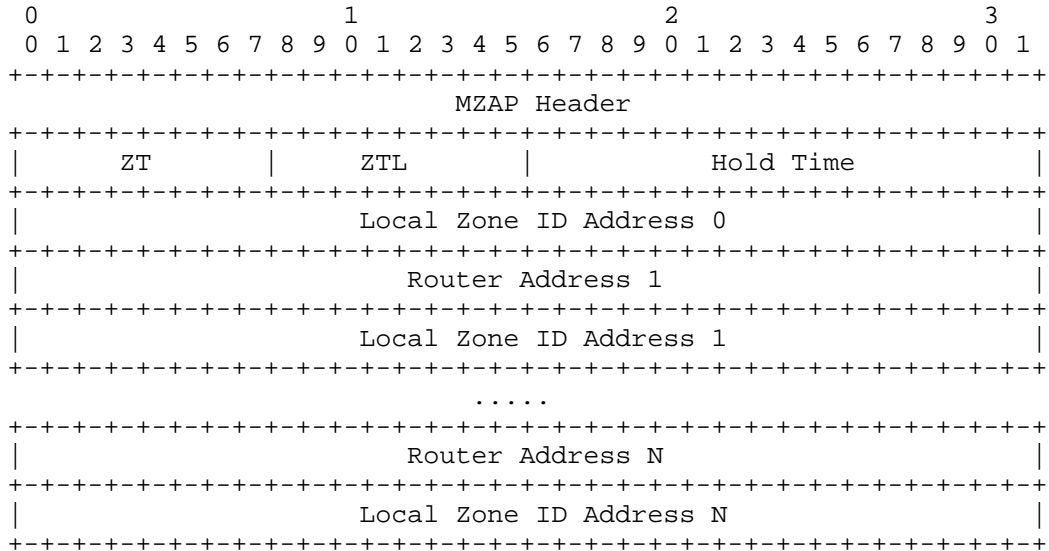 0                   1                   2                   3
 0 1 2 3 4 5 6 7 8 9 0 1 2 3 4 5 6 7 8 9 0 1 2 3 4 5 6 7 8 9 0 1
+-+-+-+-+-+-+-+-+-+-+-+-+-+-+-+-+-+-+-+-+-+-+-+-+-+-+-+-+-+-+-+-+
                            MZAP Header
+-+-+-+-+-+-+-+-+-+-+-+-+-+-+-+-+-+-+-+-+-+-+-+-+-+-+-+-+-+-+-+-+
|      ZT       |     ZTL       |           Hold Time           |
+-+-+-+-+-+-+-+-+-+-+-+-+-+-+-+-+-+-+-+-+-+-+-+-+-+-+-+-+-+-+-+-+
|                     Local Zone ID Address 0                   |
+-+-+-+-+-+-+-+-+-+-+-+-+-+-+-+-+-+-+-+-+-+-+-+-+-+-+-+-+-+-+-+-+
|                        Router Address 1                       |
+-+-+-+-+-+-+-+-+-+-+-+-+-+-+-+-+-+-+-+-+-+-+-+-+-+-+-+-+-+-+-+-+
|                     Local Zone ID Address 1                   |
+-+-+-+-+-+-+-+-+-+-+-+-+-+-+-+-+-+-+-+-+-+-+-+-+-+-+-+-+-+-+-+-+
                             .....
+-+-+-+-+-+-+-+-+-+-+-+-+-+-+-+-+-+-+-+-+-+-+-+-+-+-+-+-+-+-+-+-+
|                        Router Address N                       |
+-+-+-+-+-+-+-+-+-+-+-+-+-+-+-+-+-+-+-+-+-+-+-+-+-+-+-+-+-+-+-+-+
|                     Local Zone ID Address N                   |
+-+-+-+-+-+-+-+-+-+-+-+-+-+-+-+-+-+-+-+-+-+-+-+-+-+-+-+-+-+-+-+-+